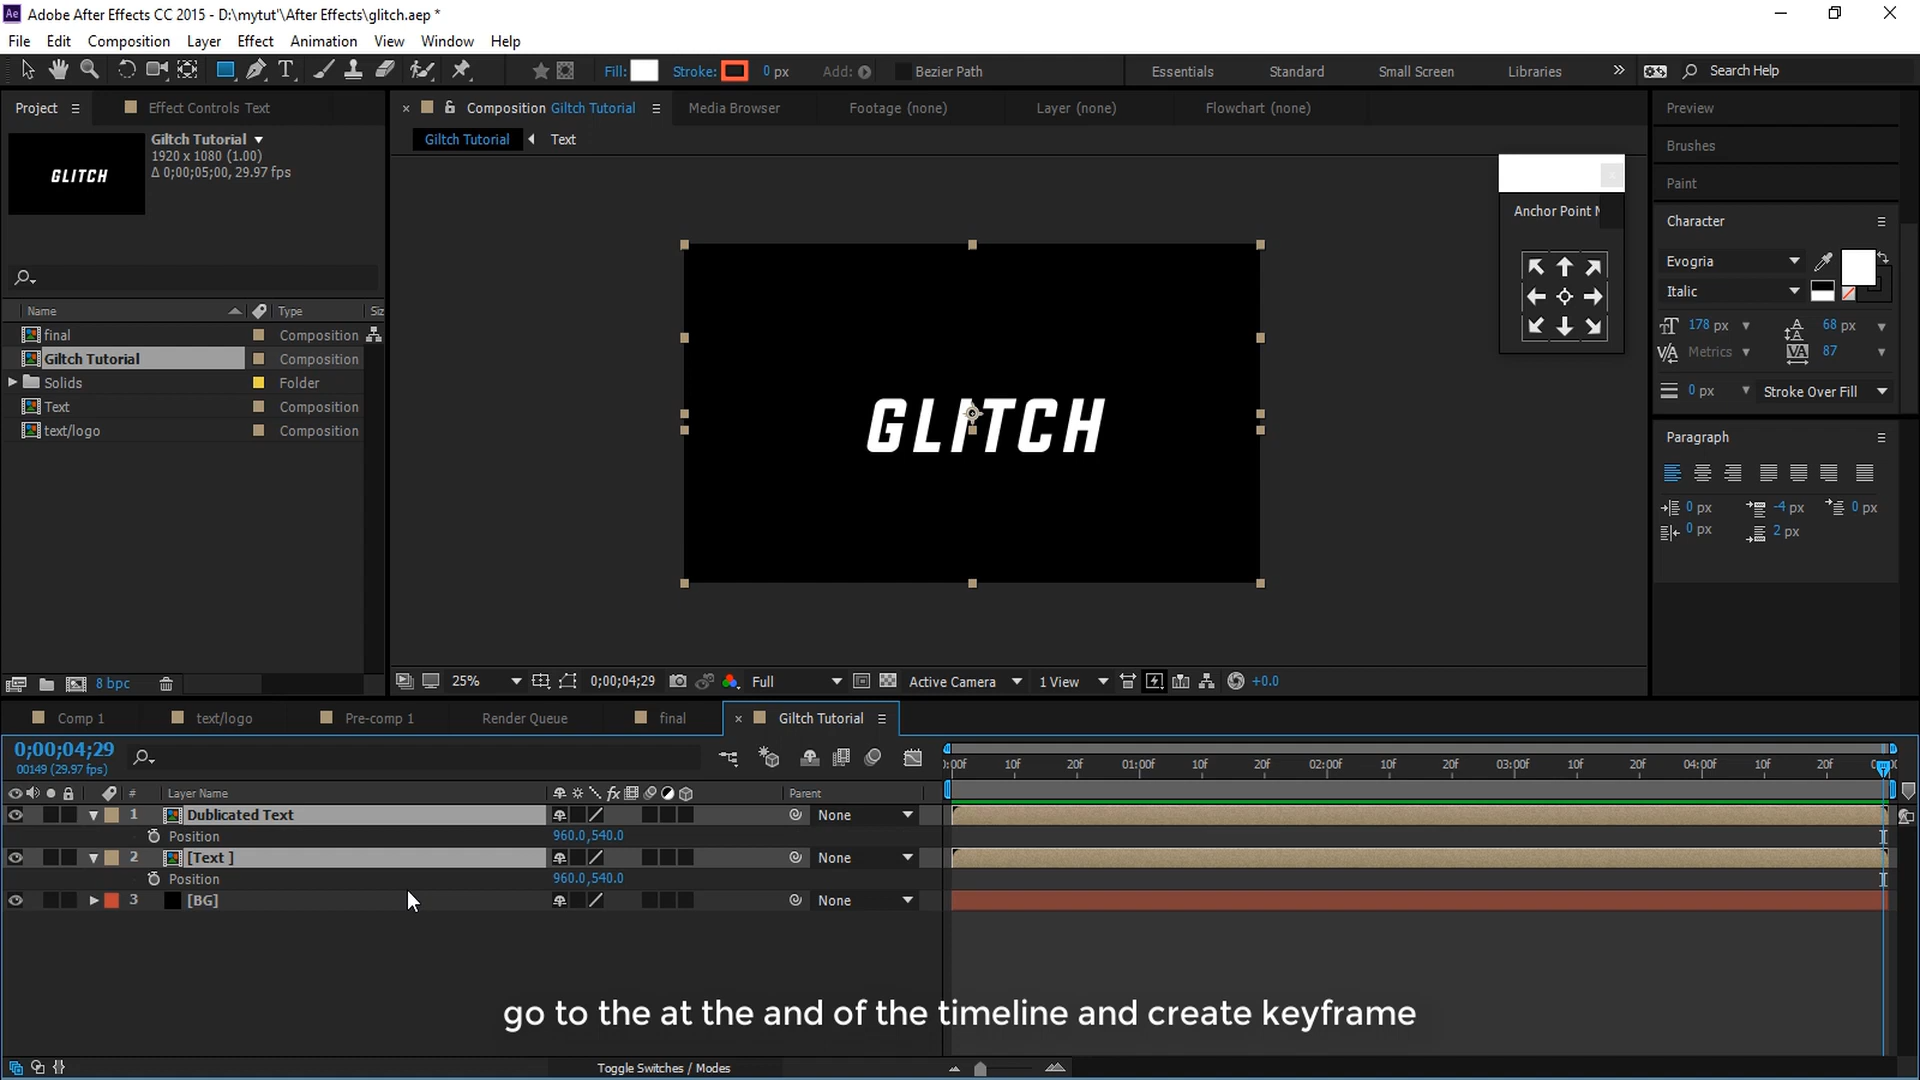 Adobe After Effects CC 2015 - D:\mytut'\After Effects\glitch.aep *
File Edit Composition Layer Effect Animation View Window Help
Fill: Stroke: 0 px Add: Bezier Path Essentials Standard Small Screen Libraries Search Help
Project Effect Controls Text Composition Giltch Tutorial Media Browser Footage (none) Layer (none) Flowchart (none) Preview
Giltch Tutorial
1920 x 1080 (1.00)
Δ 0;00;05;00, 29.97 fps
GLITCH
Giltch Tutorial Text
Brushes
Paint
Anchor Point
Character
Evogria
Italic
178 px 68 px
Metrics 87
0 px Stroke Over Fill
Paragraph
0 px -4 px 0 px
0 px 2 px
Name Type Siz
final Composition
Giltch Tutorial Composition
Solids Folder
Text Composition
text/logo Composition
GLITCH
8 bpc
25% 0;00;04;29 Full Active Camera 1 View +0.0
Comp 1 text/logo Pre-comp 1 Render Queue final Giltch Tutorial
0;00;04;29
00149 (29.97 fps)
:00f 10f 20f 01:00f 10f 20f 02:00f 10f 20f 03:00f 10f 20f 04:00f 10f 20f
# Layer Name Parent
1 Dublicated Text None
Position 960.0,540.0
2 [Text ] None
Position 960.0,540.0
3 [BG] None
go to the at the and of the timeline and create keyframe
Toggle Switches / Modes